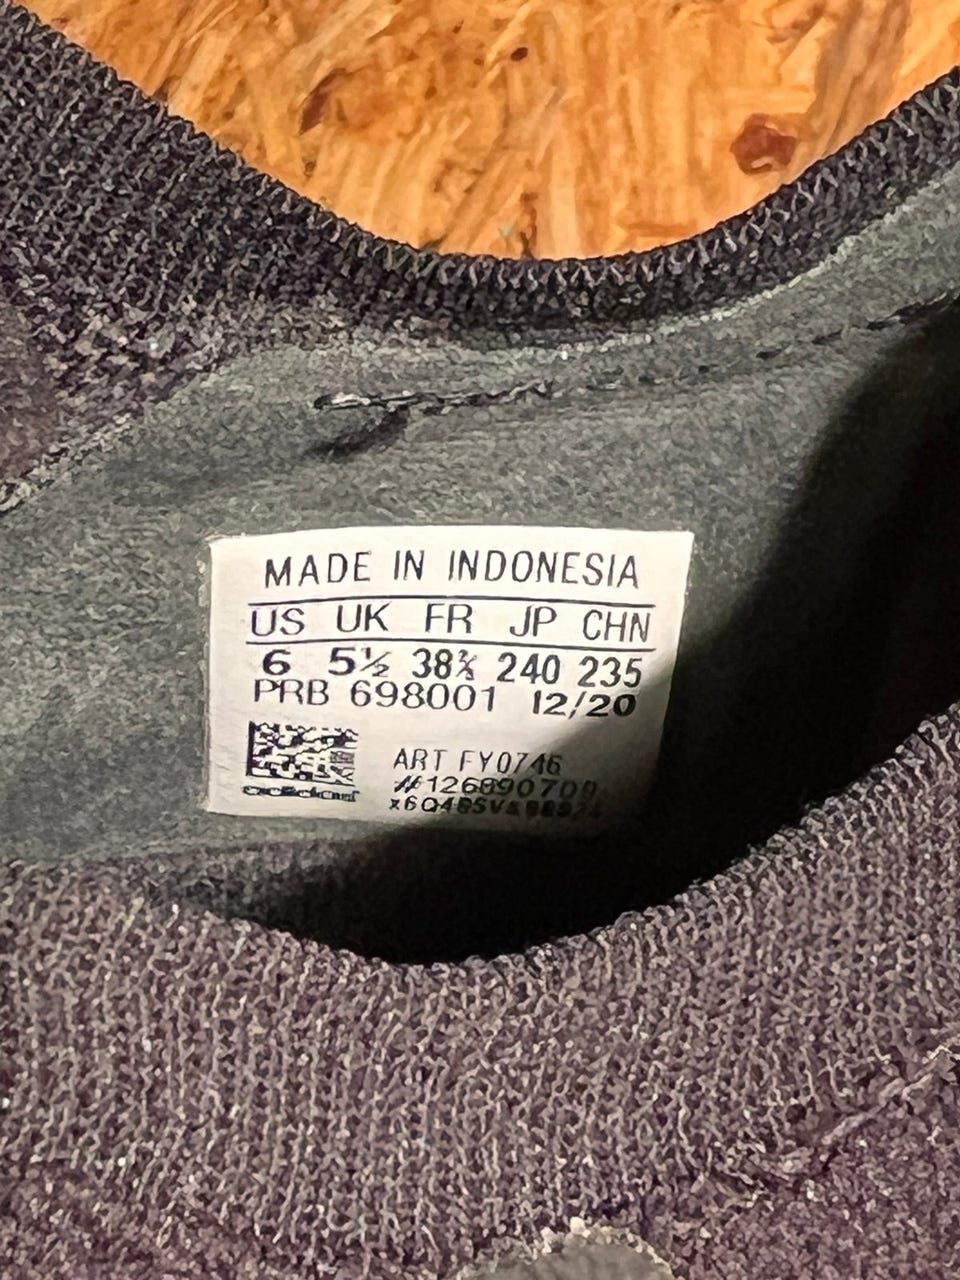 MADE IN INDONESIA
US UK FR JP CHN
6 5½ 38⅔ 240 235
PRB 698001 12/20
ART FY0746